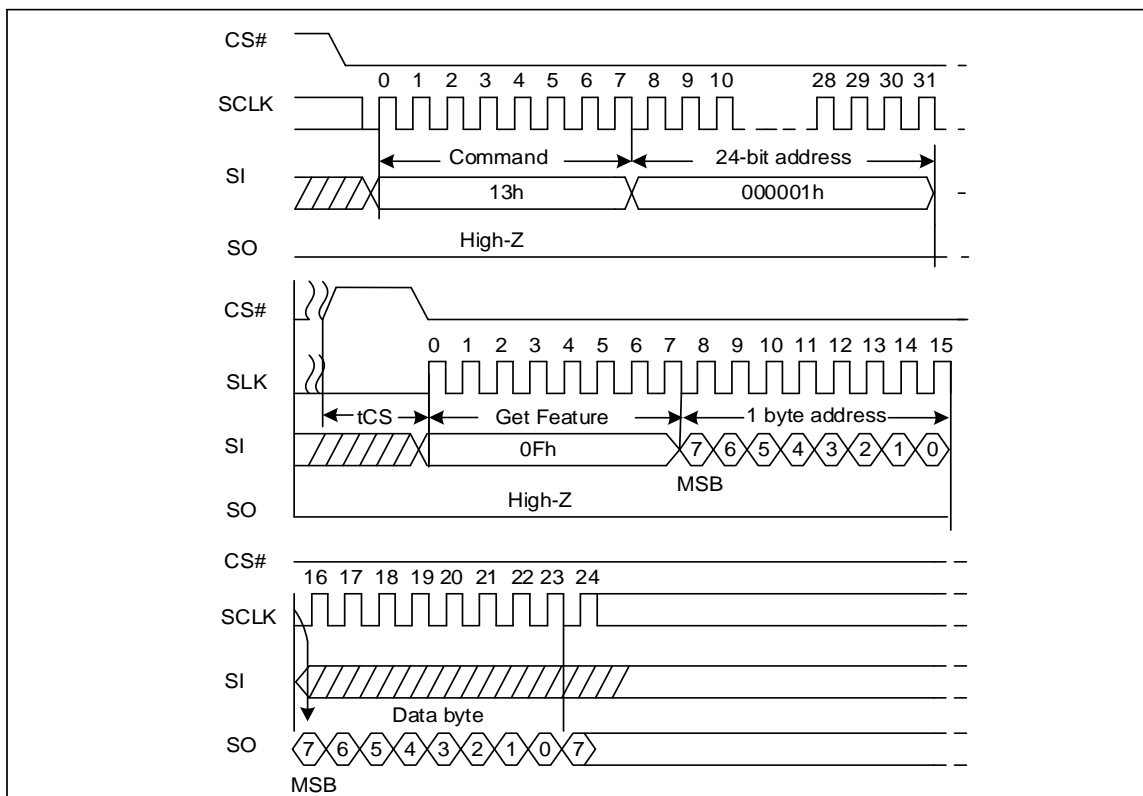 CS#
0 1 2 3 4 5 6 7 8 9 10 28 29 30 31
SCLK
Command 24-bit address
SI
13h 000001h
High-Z
SO
CS#
0 1 2 3 4 5 6 7 8 9 10 11 12 13 14 15
SLK
tCS Get Feature 1 byte address
SI
0Fh 7 6 5 4 3 2 1 0
MSB
High-Z
SO
CS#
16 17 18 19 20 21 22 23 24
SCLK
SI
Data byte
SO 7 6 5 4 3 2 1 0 7
MSB